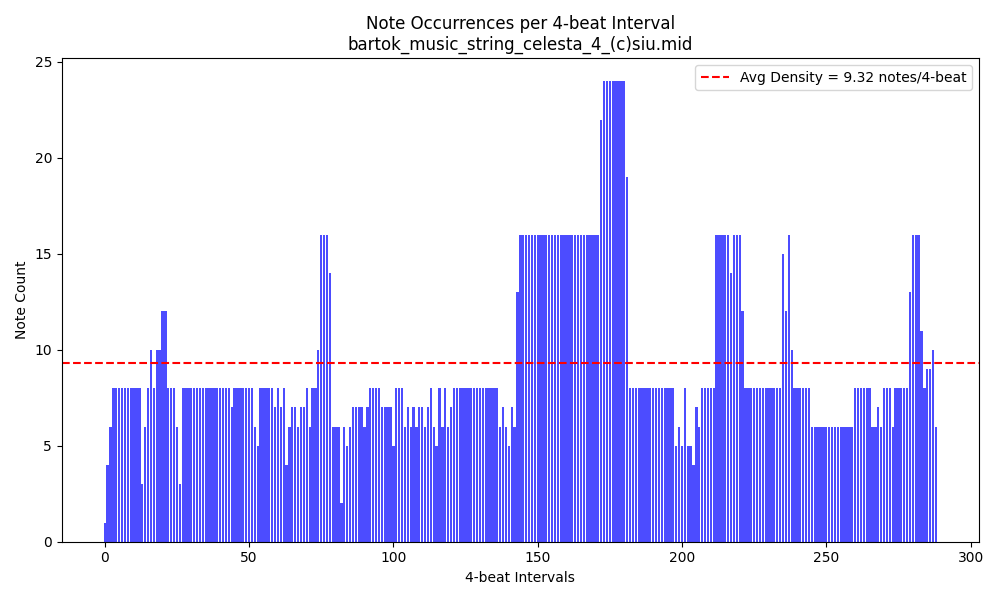 Note Occurrences per 4-beat Interval
bartok_music_string_celesta_4_(c)siu.mid
Avg Density = 9.32 notes/4-beat
25
20
15
10
5
0
Note Count
0 50 100 150 200 250 300
4-beat Intervals